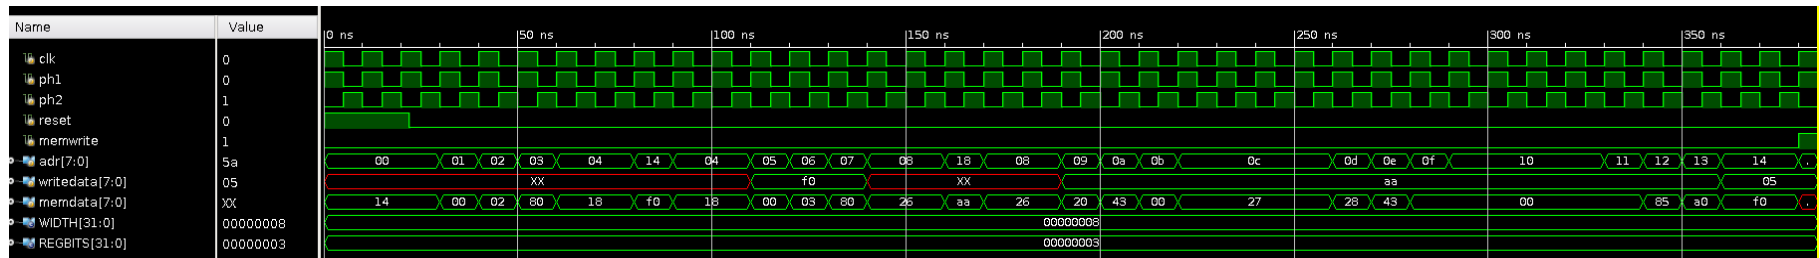 Name Value
0 ns 50 ns 100 ns 150 ns 200 ns 250 ns 300 ns 350 ns
clk 0
ph1 0
ph2 1
reset 0
memwrite 1
adr[7:0] 5a 00 01 02 03 04 14 04 05 06 07 08 18 08 09 0a 0b 0c 0d 0e 0f 10 11 12 13 14 .
writedata[7:0] 05 XX f0 XX aa 05
memdata[7:0] XX 14 00 02 80 18 f0 18 00 03 80 26 aa 26 20 43 00 27 28 43 00 85 a0 f0 .
WIDTH[31:0] 00000008 00000008
REGBITS[31:0] 00000003 00000003